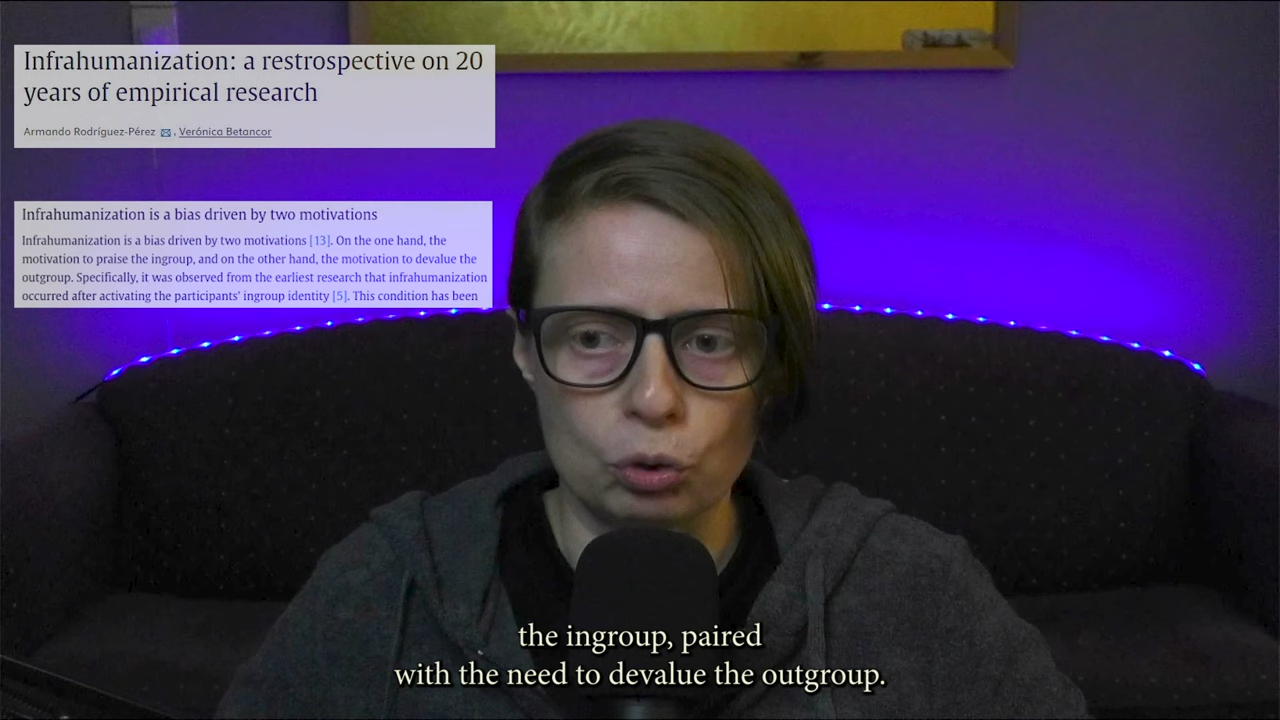 Infrahumanization: a restrospective on 20
years of empirical research
Armando Rodríguez-Pérez , Verónica Betancor
Infrahumanization is a bias driven by two motivations
Infrahumanization is a bias driven by two motivations [13]. On the one hand, the
motivation to praise the ingroup, and on the other hand, the motivation to devalue the
outgroup. Specifically, it was observed from the earliest research that infrahumanization
occurred after activating the participants' ingroup identity [5]. This condition has been
the ingroup, paired
with the need to devalue the outgroup.